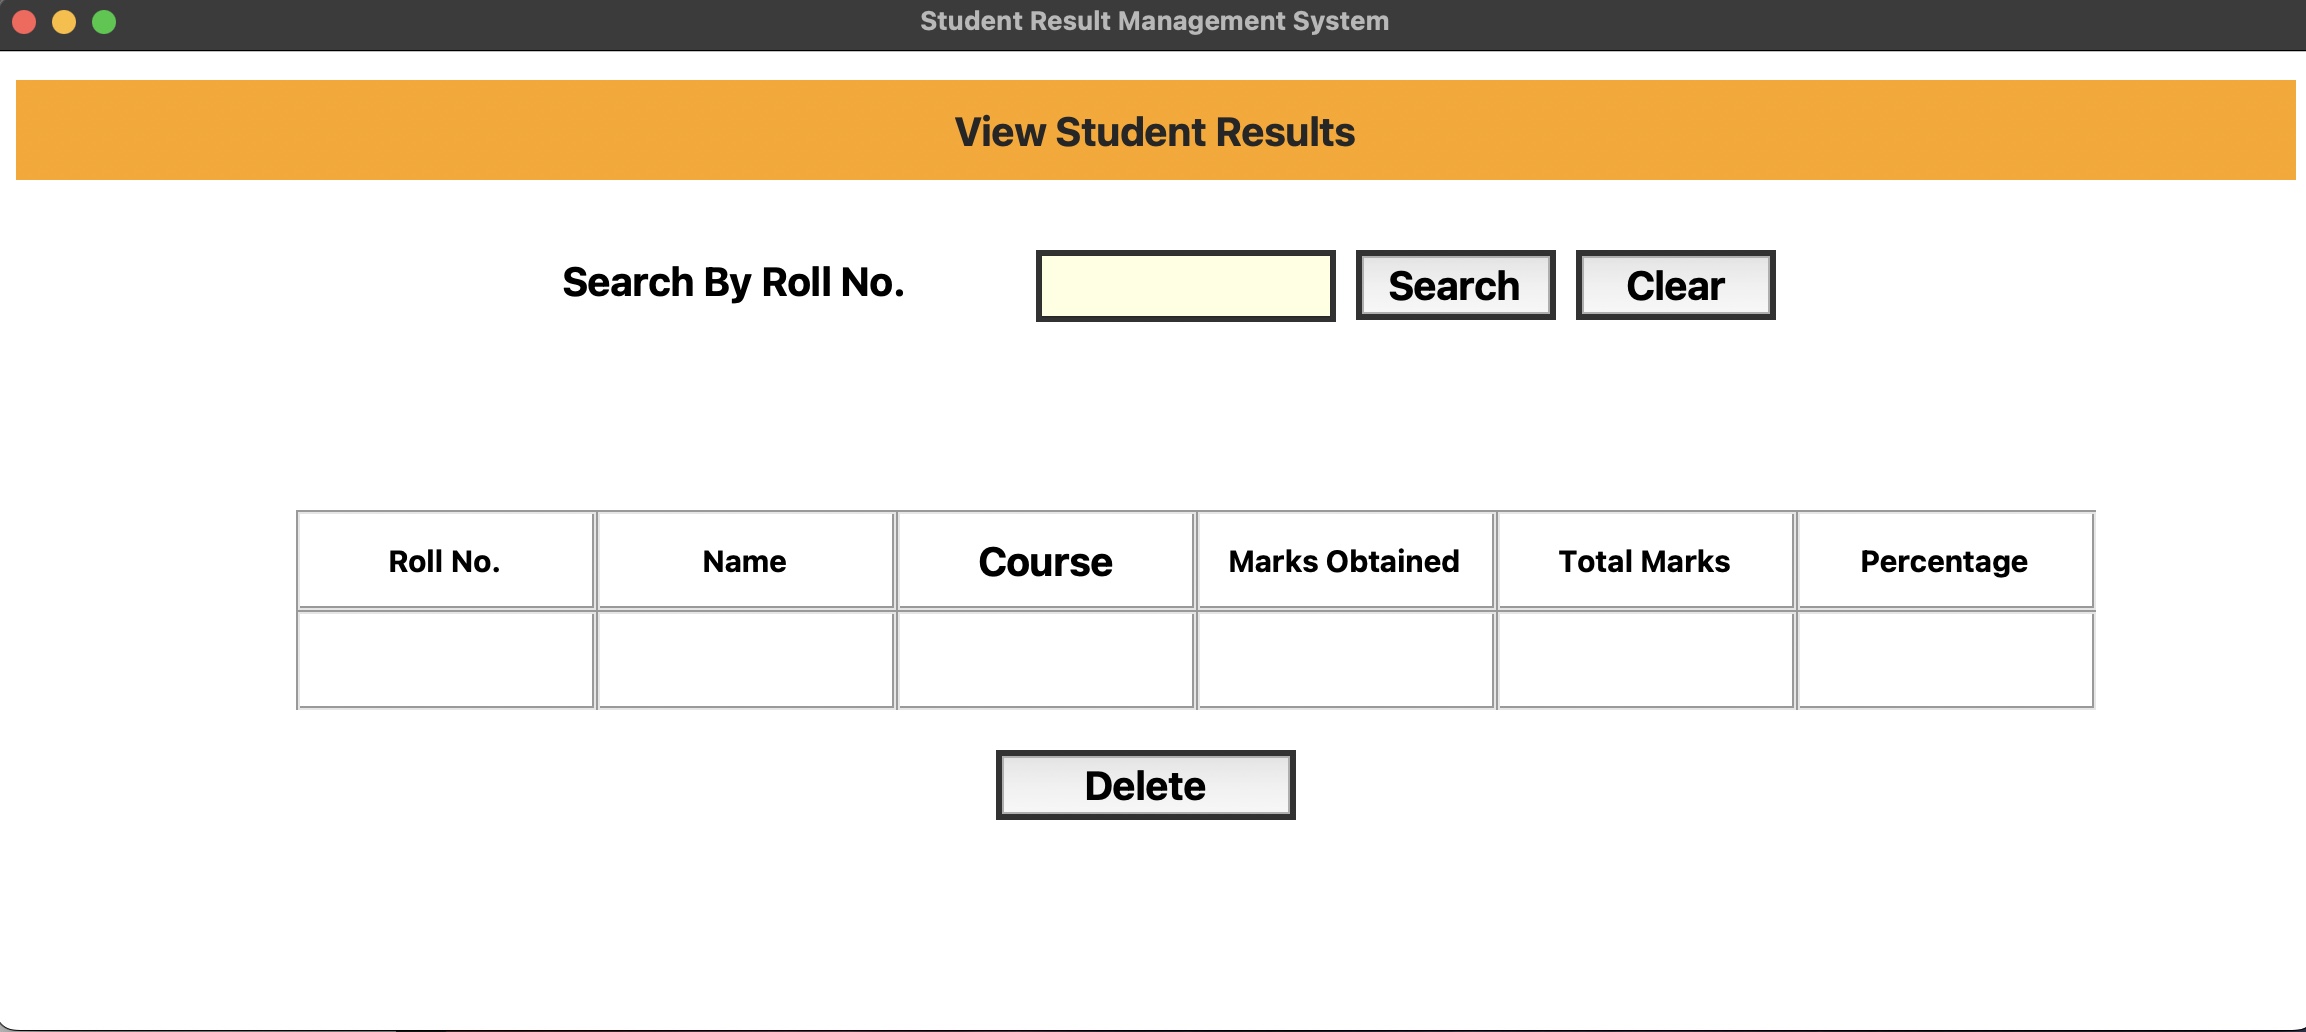 Student Result Management System
View Student Results
Search By Roll No. Search Clear
Roll No. Name Course Marks Obtained Total Marks Percentage
Delete